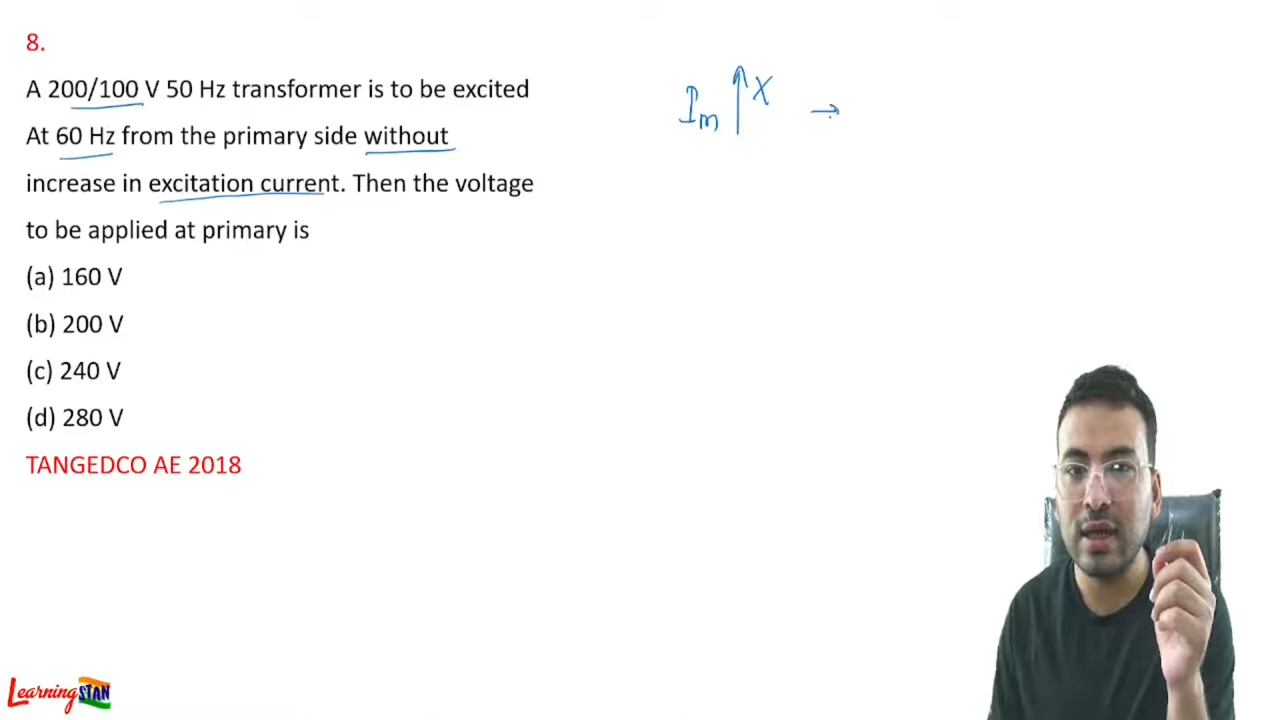 8.
A 200/100 V 50 Hz transformer is to be excited
At 60 Hz from the primary side without
increase in excitation current. Then the voltage
to be applied at primary is
(a) 160 V
(b) 200 V
(c) 240 V
(d) 280 V
TANGEDCO AE 2018
Im ↑ X →
LearningSTAN